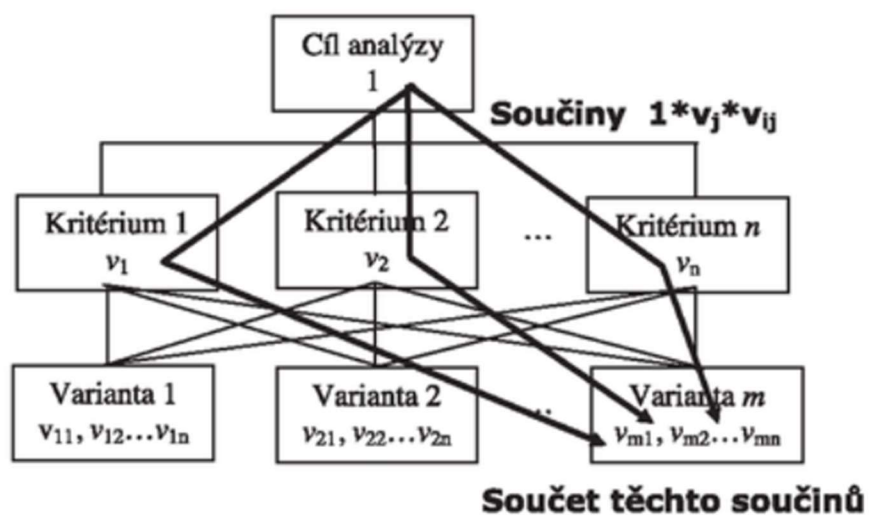 Cíl analýzy
1
Součiny 1*vj*vij
Kritérium 1
v1
Kritérium 2
v2
...
Kritérium n
vn
Varianta 1
v11, v12...v1n
Varianta 2
v21, v22...v2n
..
Varianta m
vm1, vm2...vmn
Součet těchto součinů